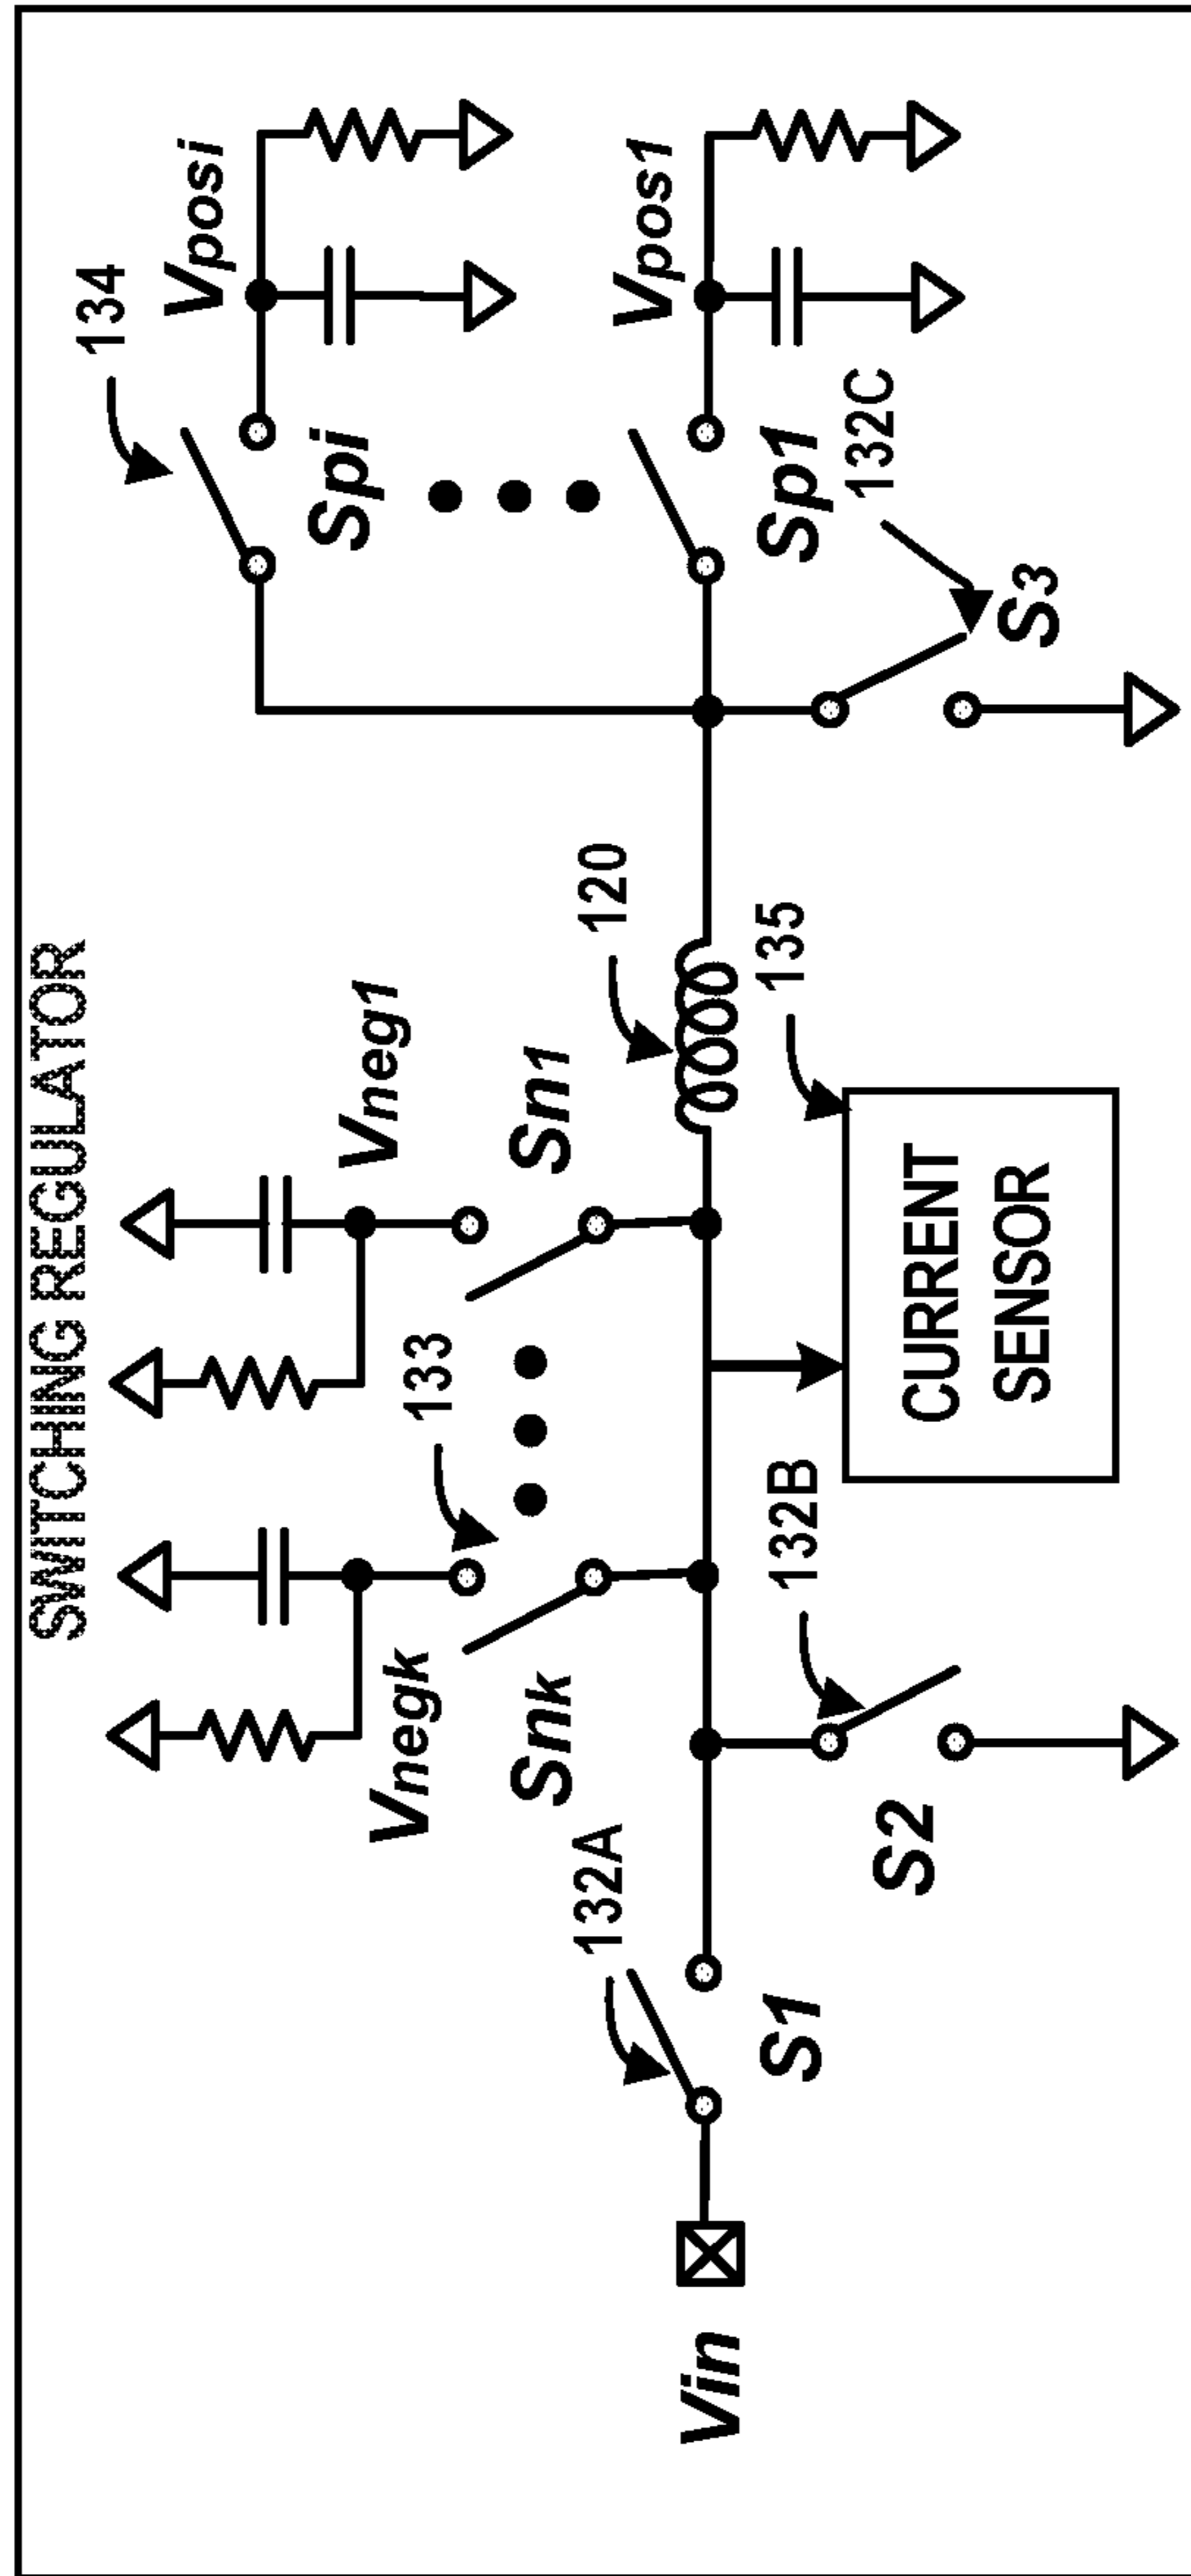 SWITCHING REGULATOR
Vnegk
Vneg1
Vposi
134
133
Snk
Sn1
Spi
Vpos1
132A
120
Vin
S1
Sp1
132B
135
132C
S2
CURRENT
SENSOR
S3